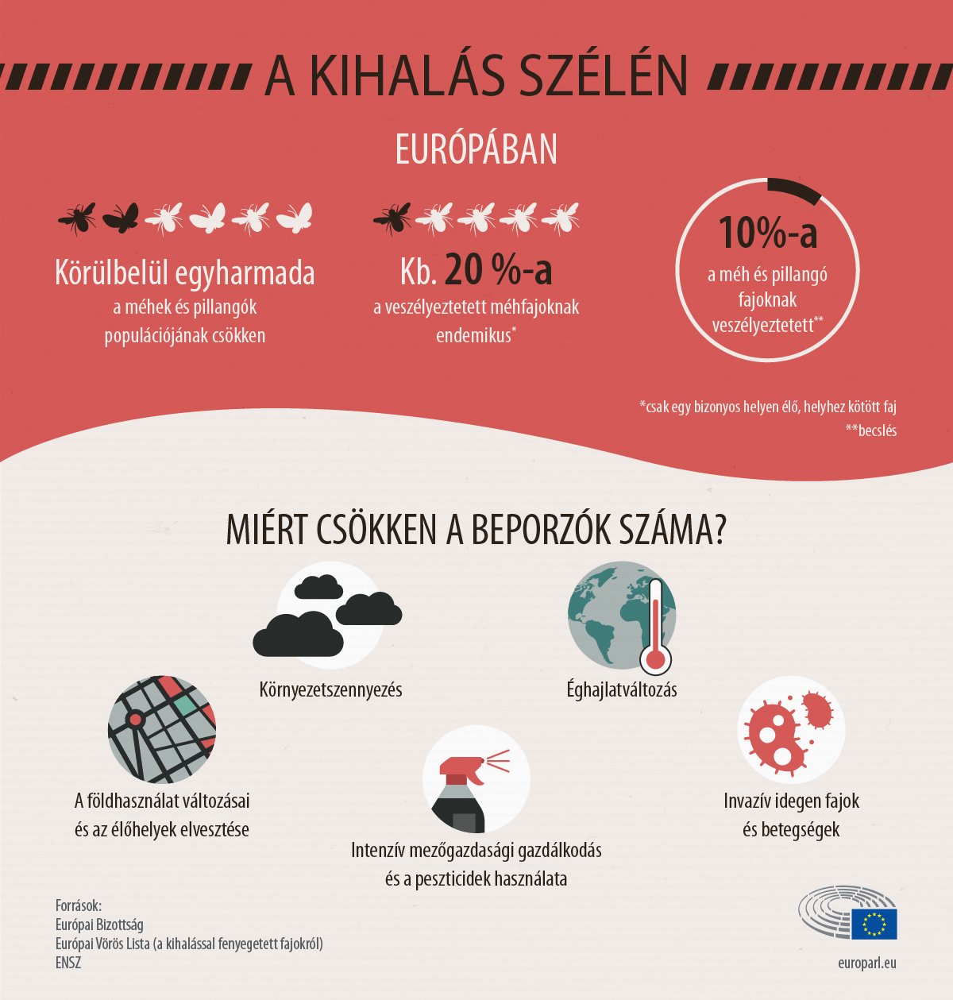 A KIHALÁS SZÉLÉN
EURÓPÁBAN
Körülbelül egyharmada
a méhek és pillangók
populációjának csökken
Kb. 20 %-a
a veszélyeztetett méhfajoknak
endemikus*
10%-a
a méh és pillangó
fajoknak
veszélyeztetett**
*csak egy bizonyos helyen élő, helyhez kötött faj
**becslés
MIÉRT CSÖKKEN A BEPORZÓK SZÁMA?
Környezetszennyezés
Éghajlatváltozás
A földhasználat változásai
és az élőhelyek elvesztése
Intenzív mezőgazdasági gazdálkodás
és a peszticidek használata
Invazív idegen fajok
és betegségek
Források:
Európai Bizottság
Európai Vörös Lista (a kihalással fenyegetett fajokról)
ENSZ
europarl.eu